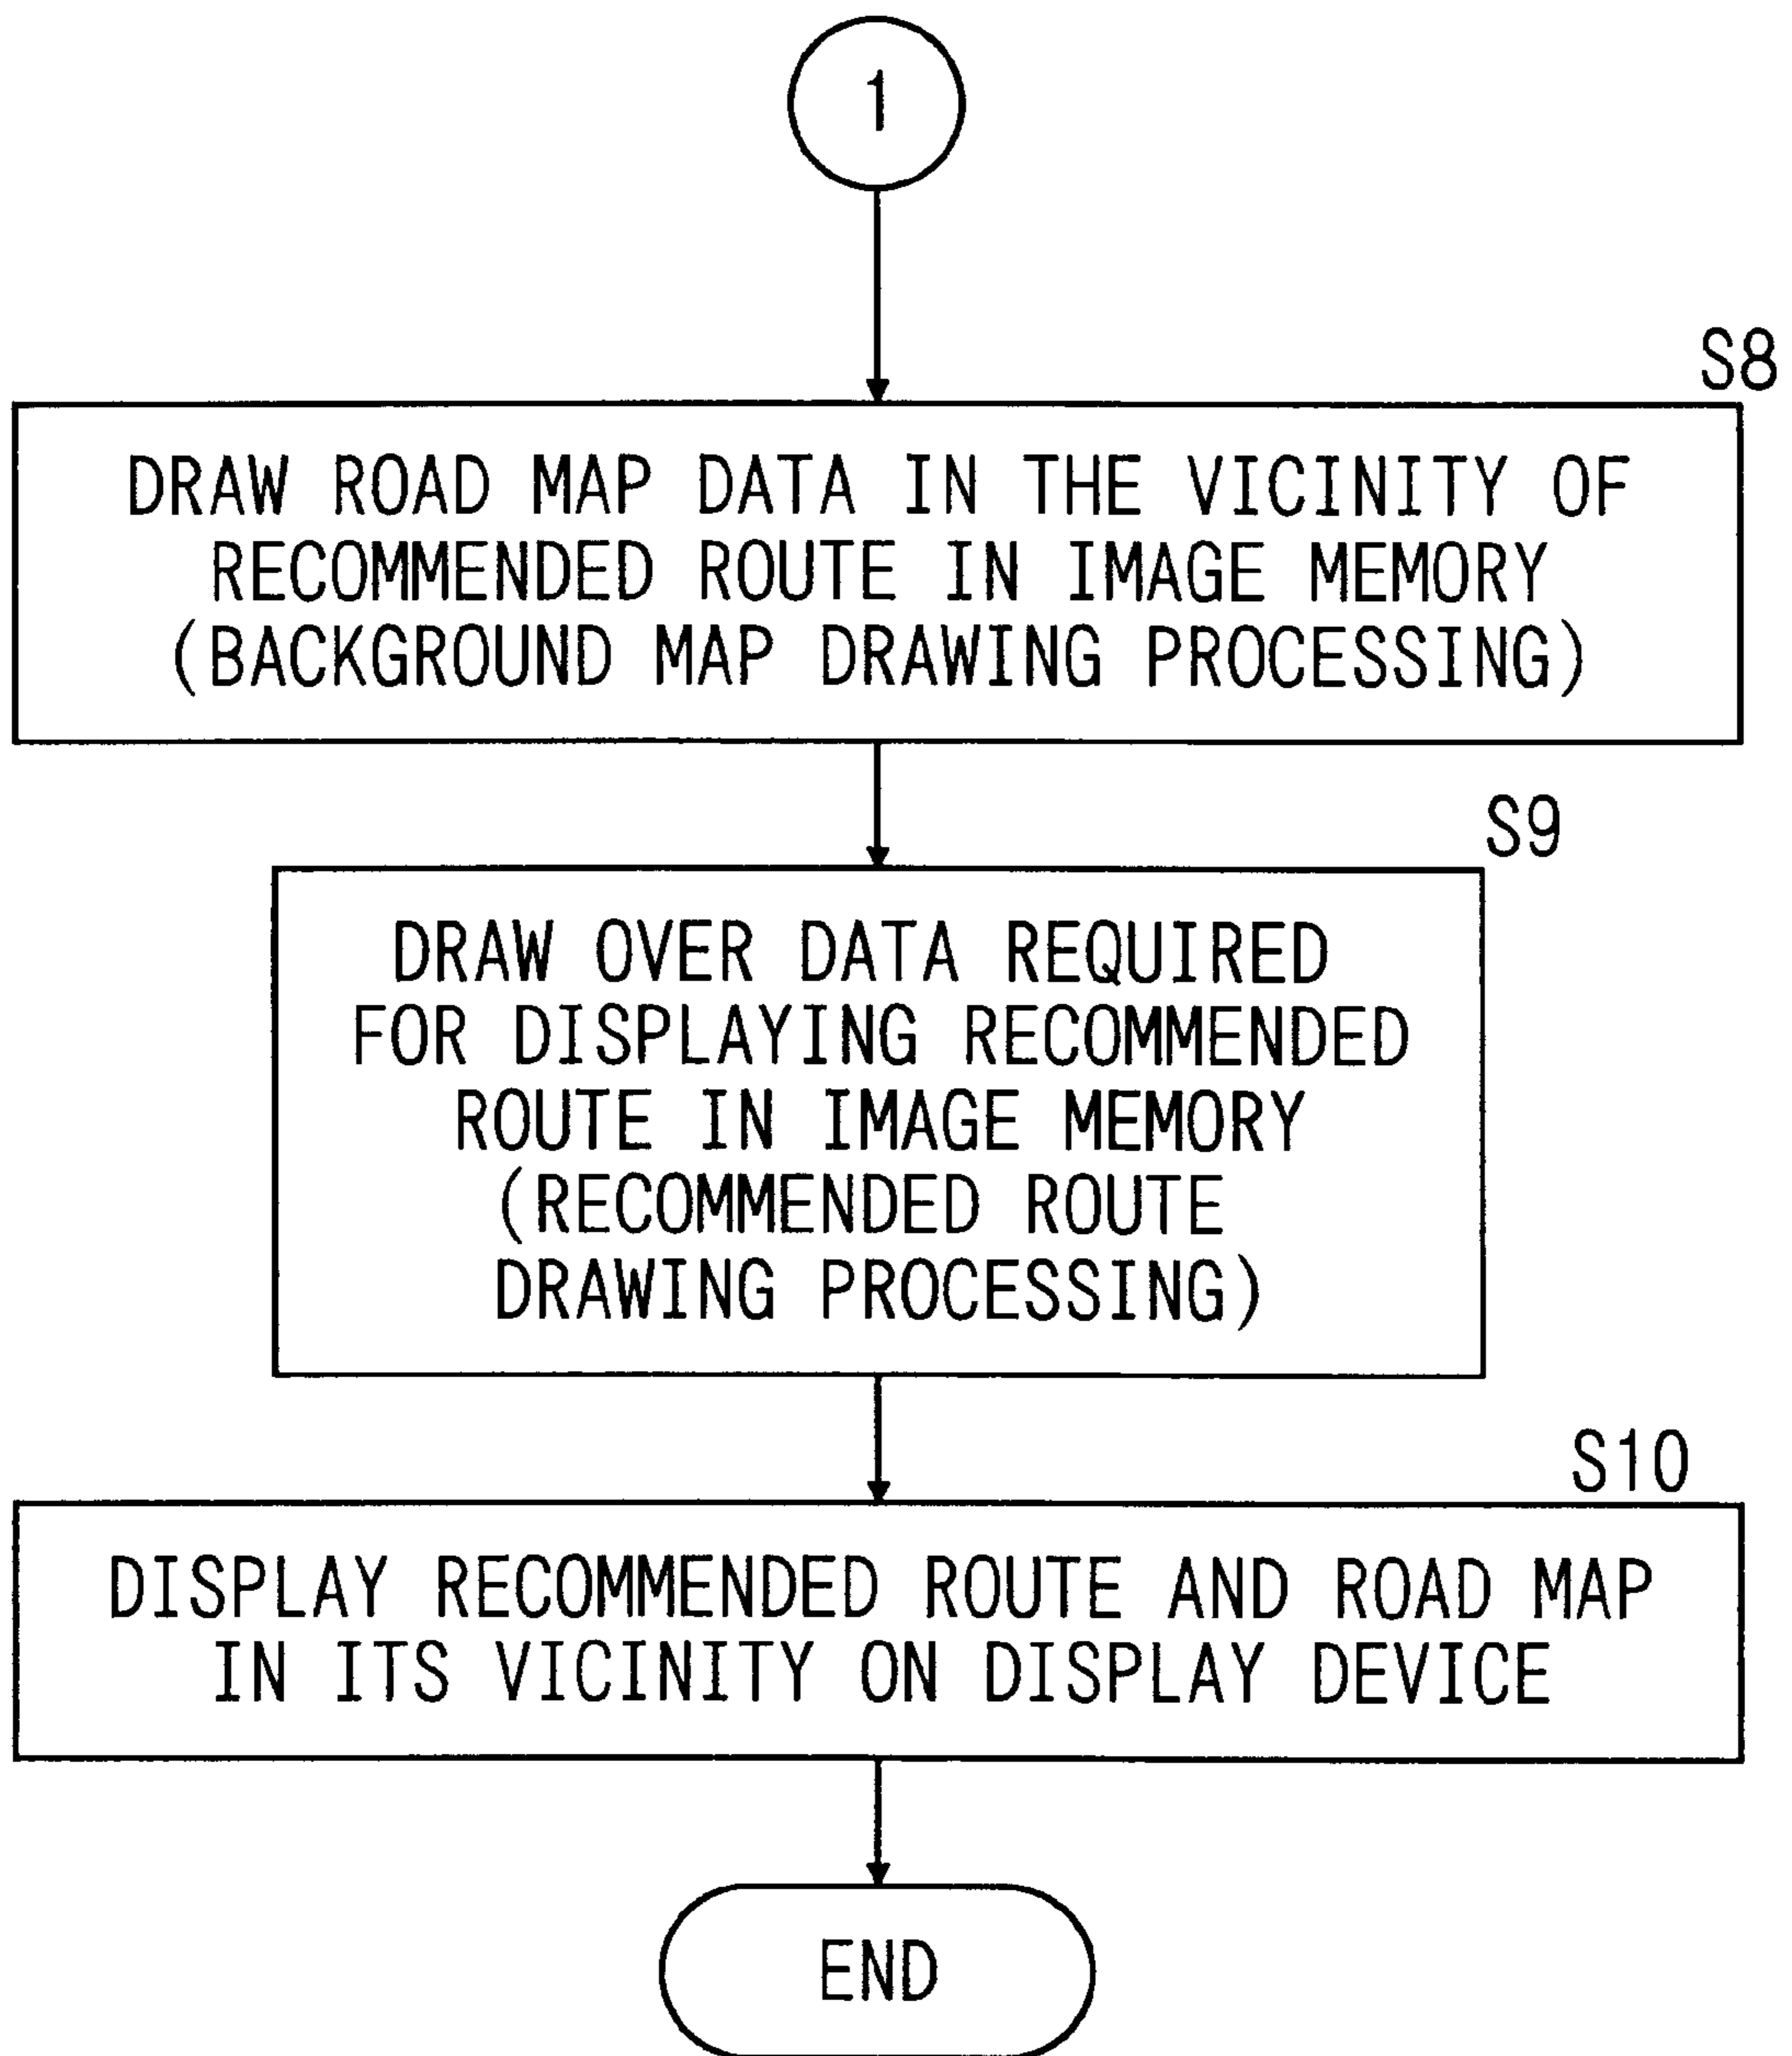 1
S8
DRAW ROAD MAP DATA IN THE VICINITY OF
RECOMMENDED ROUTE IN IMAGE MEMORY
(BACKGROUND MAP DRAWING PROCESSING)
S9
DRAW OVER DATA REQUIRED
FOR DISPLAYING RECOMMENDED
ROUTE IN IMAGE MEMORY
(RECOMMENDED ROUTE
DRAWING PROCESSING)
S10
DISPLAY RECOMMENDED ROUTE AND ROAD MAP
IN ITS VICINITY ON DISPLAY DEVICE
END